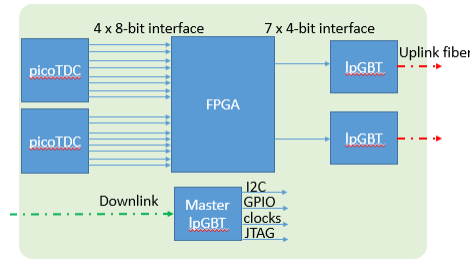 4 x 8-bit interface
7 x 4-bit interface
picoTDC
FPGA
lpGBT
Uplink fiber
picoTDC
lpGBT
Downlink
Master
lpGBT
I2C
GPIO
clocks
JTAG